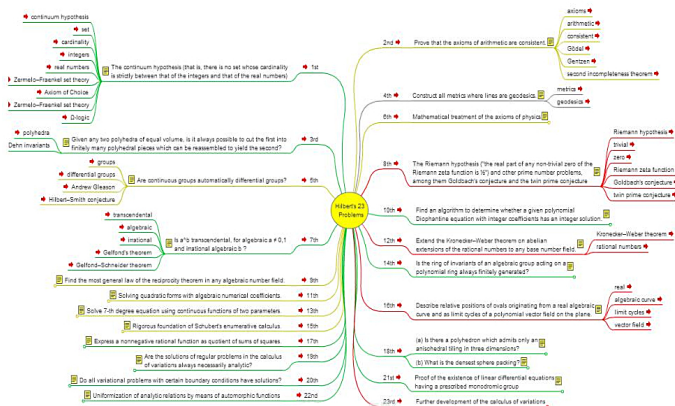 continuum hypothesis
set
cardinality
integers
real numbers
Zermelo–Fraenkel set theory
Axiom of Choice
Zermelo–Fraenkel set theory
Ω-logic
The continuum hypothesis (that is, there is no set whose cardinality
is strictly between that of the integers and that of the real numbers)
1st
polyhedra
Dehn invariants
Given any two polyhedra of equal volume, is it always possible to cut the first into
finitely many polyhedral pieces which can be reassembled to yield the second?
3rd
groups
differential groups
Andrew Gleason
Hilbert–Smith conjecture
Are continuous groups automatically differential groups?
5th
transcendental
algebraic
irrational
Gelfond's theorem
Gelfond–Schneider theorem
Is a^b transcendental, for algebraic a ≠ 0,1
and irrational algebraic b ?
7th
Find the most general law of the reciprocity theorem in any algebraic number field.
9th
Solving quadratic forms with algebraic numerical coefficients.
11th
Solve 7-th degree equation using continuous functions of two parameters.
13th
Rigorous foundation of Schubert's enumerative calculus.
15th
Express a nonnegative rational function as quotient of sums of squares.
17th
Are the solutions of regular problems in the calculus
of variations always necessarily analytic?
19th
Do all variational problems with certain boundary conditions have solutions?
20th
Uniformization of analytic relations by means of automorphic functions
22nd
Hilbert's 23
Problems
2nd
Prove that the axioms of arithmetic are consistent.
axioms
arithmetic
consistent
Gödel
Gentzen
second incompleteness theorem
4th
Construct all metrics where lines are geodesics.
metrics
geodesics
6th
Mathematical treatment of the axioms of physics
8th
The Riemann hypothesis ("the real part of any non-trivial zero of the
Riemann zeta function is ½") and other prime number problems,
among them Goldbach's conjecture and the twin prime conjecture
Riemann hypothesis
trivial
zero
Riemann zeta function
Goldbach's conjecture
twin prime conjecture
10th
Find an algorithm to determine whether a given polynomial
Diophantine equation with integer coefficients has an integer solution.
12th
Extend the Kronecker–Weber theorem on abelian
extensions of the rational numbers to any base number field.
Kronecker–Weber theorem
rational numbers
14th
Is the ring of invariants of an algebraic group acting on a
polynomial ring always finitely generated?
16th
Describe relative positions of ovals originating from a real algebraic
curve and as limit cycles of a polynomial vector field on the plane.
real
algebraic curve
limit cycles
vector field
18th
(a) Is there a polyhedron which admits only an
anisohedral tiling in three dimensions?
(b) What is the densest sphere packing?
21st
Proof of the existence of linear differential equations
having a prescribed monodromic group
23rd
Further development of the calculus of variations